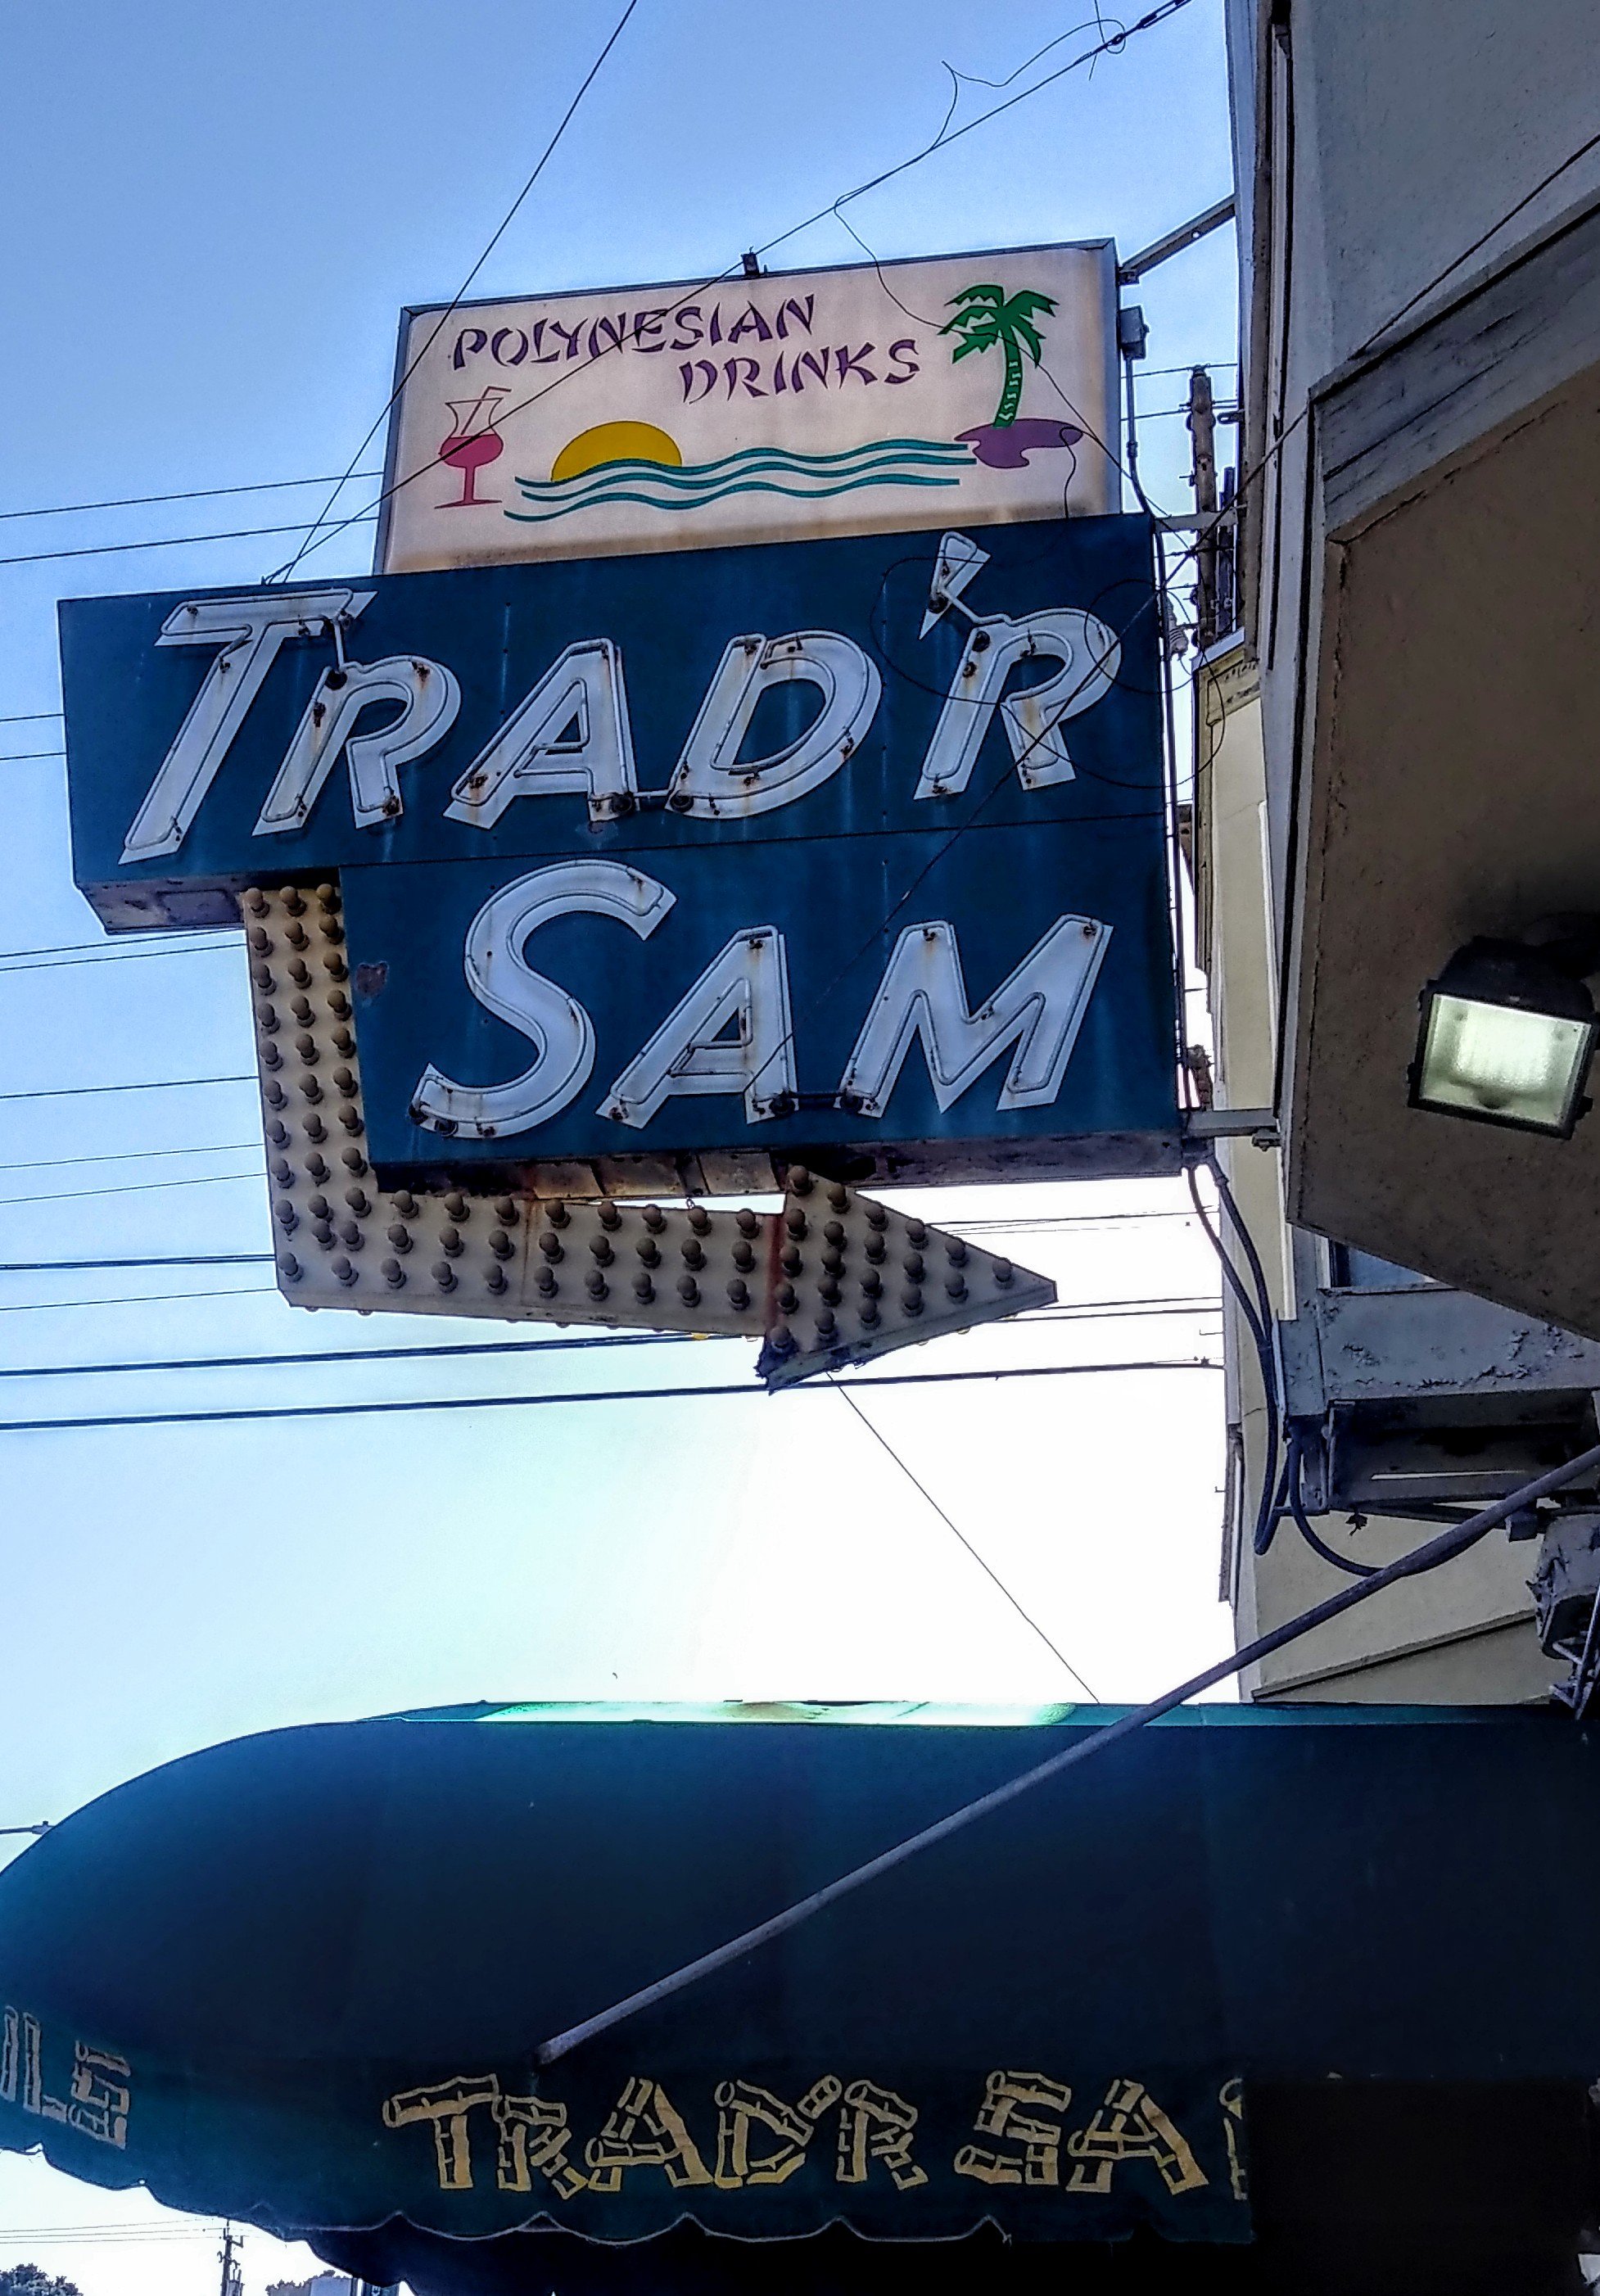 POLYNESIAN
DRINKS
TRAD'R
SAM
TRAD'R SA